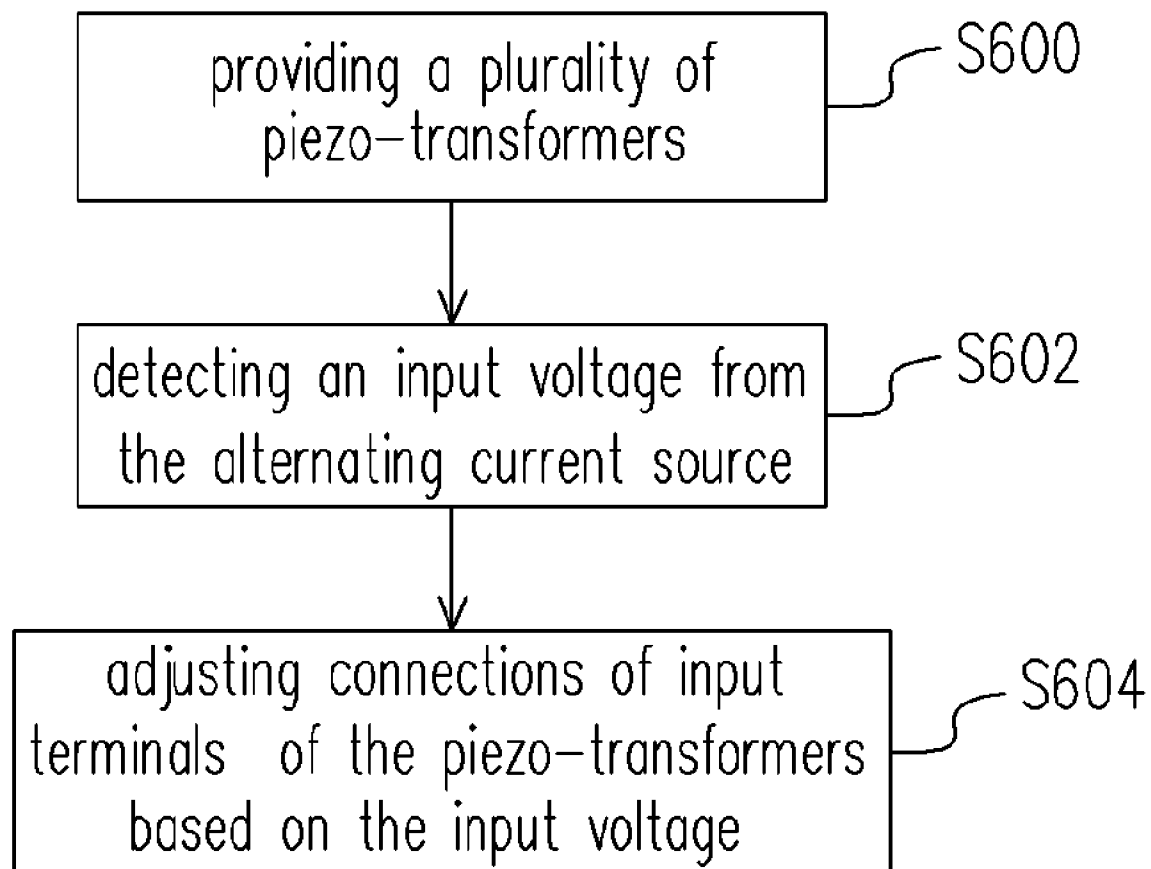 providing a plurality of
piezo-transformers
S600
detecting an input voltage from
the alternating current source
S602
adjusting connections of input
terminals of the piezo-transformers
based on the input voltage
S604